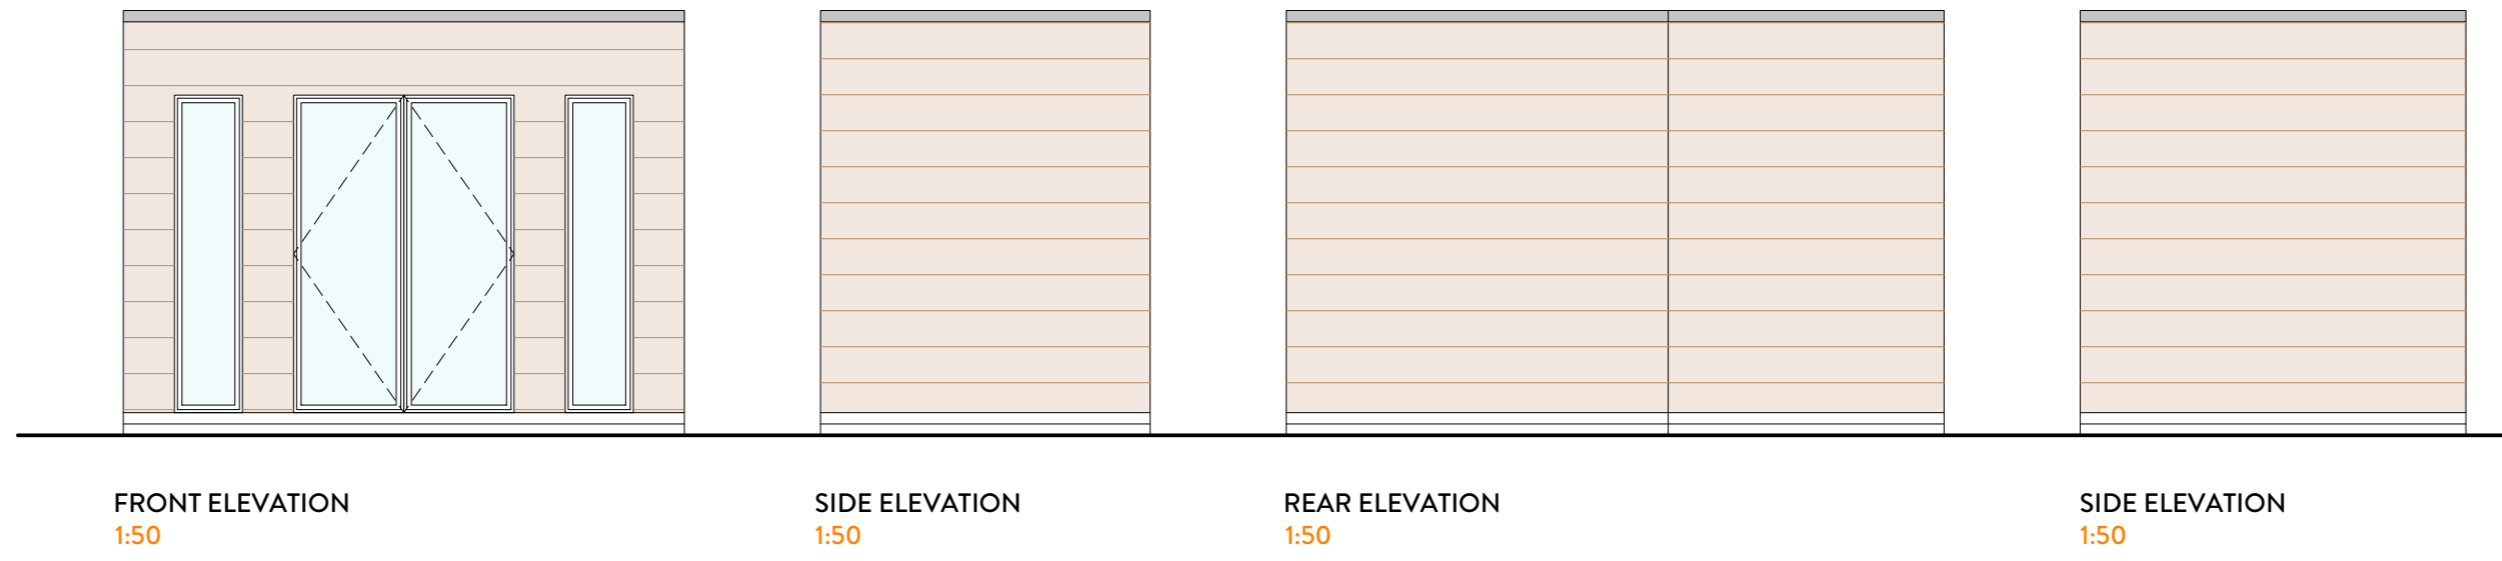 FRONT ELEVATION
1:50
SIDE ELEVATION
1:50
REAR ELEVATION
1:50
SIDE ELEVATION
1:50